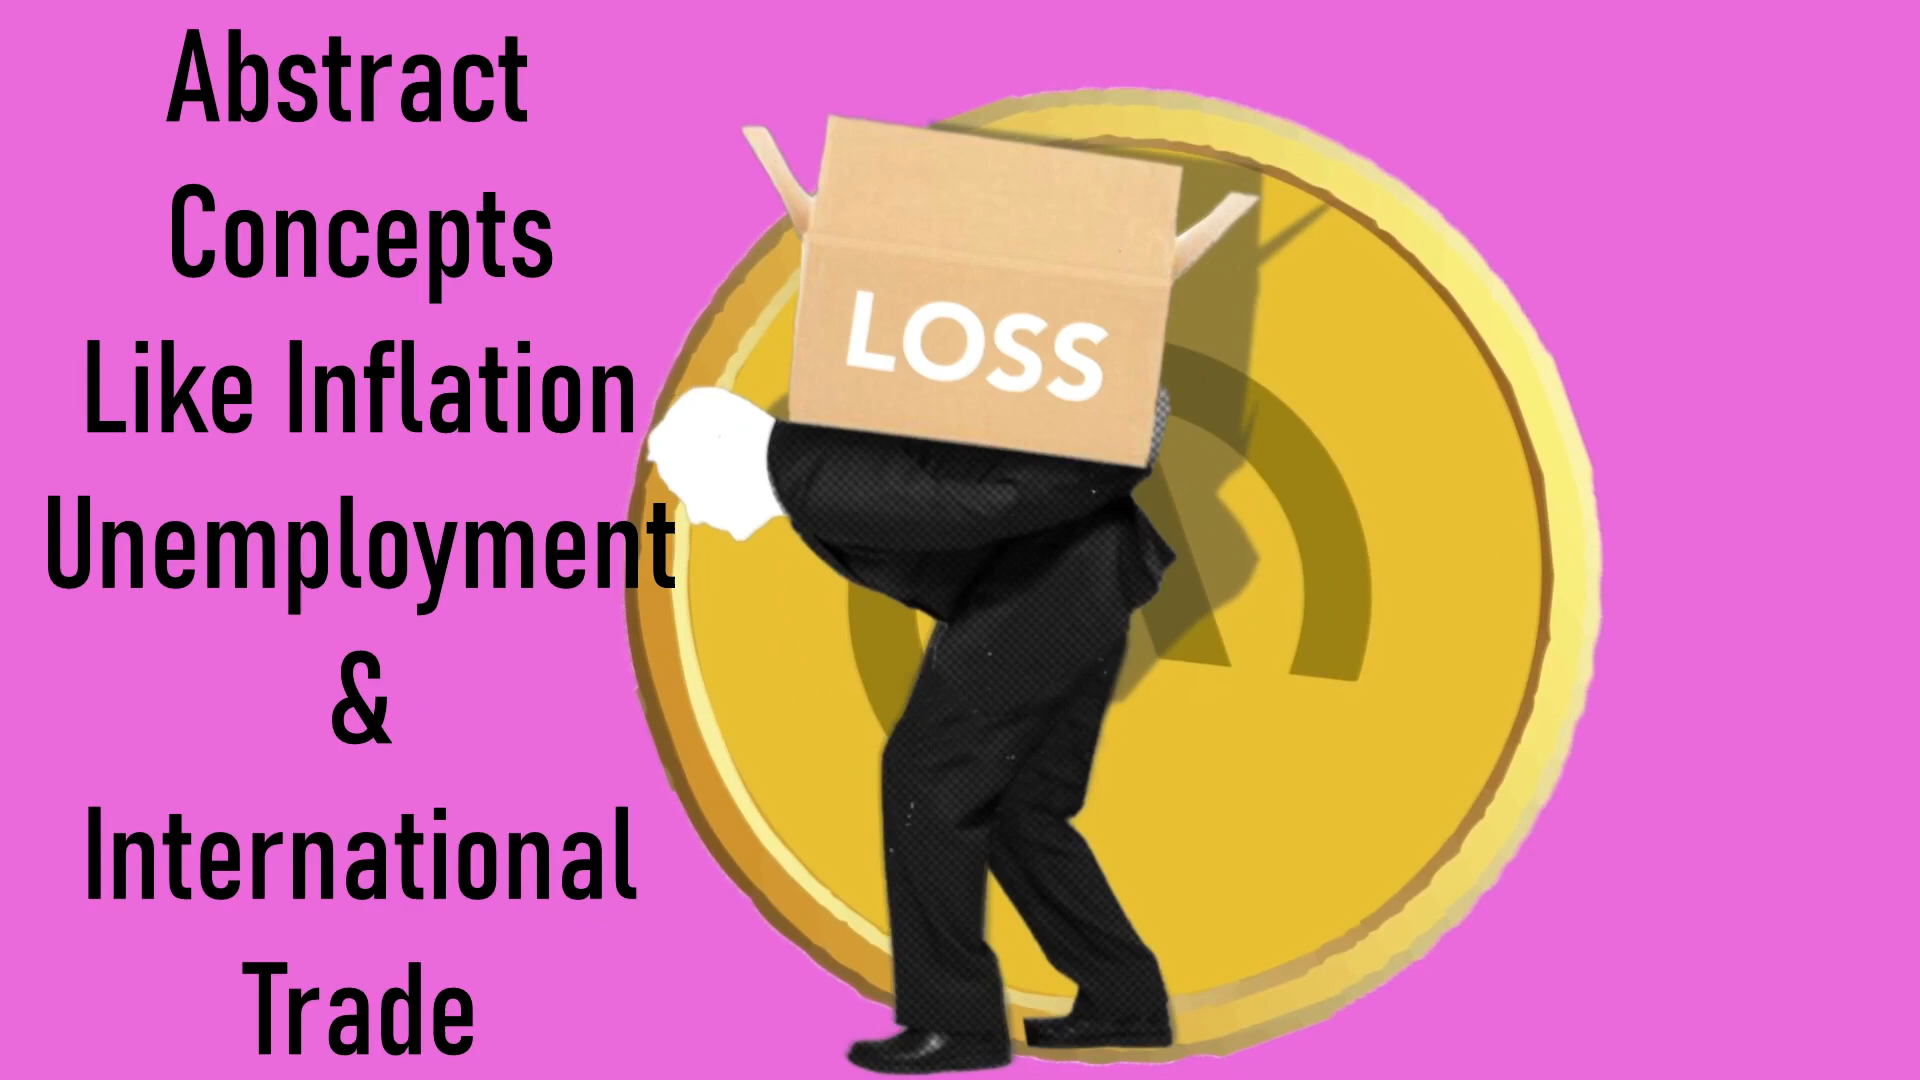 Abstract
Concepts
Like Inflation
Unemployment
&
International
Trade
LOSS